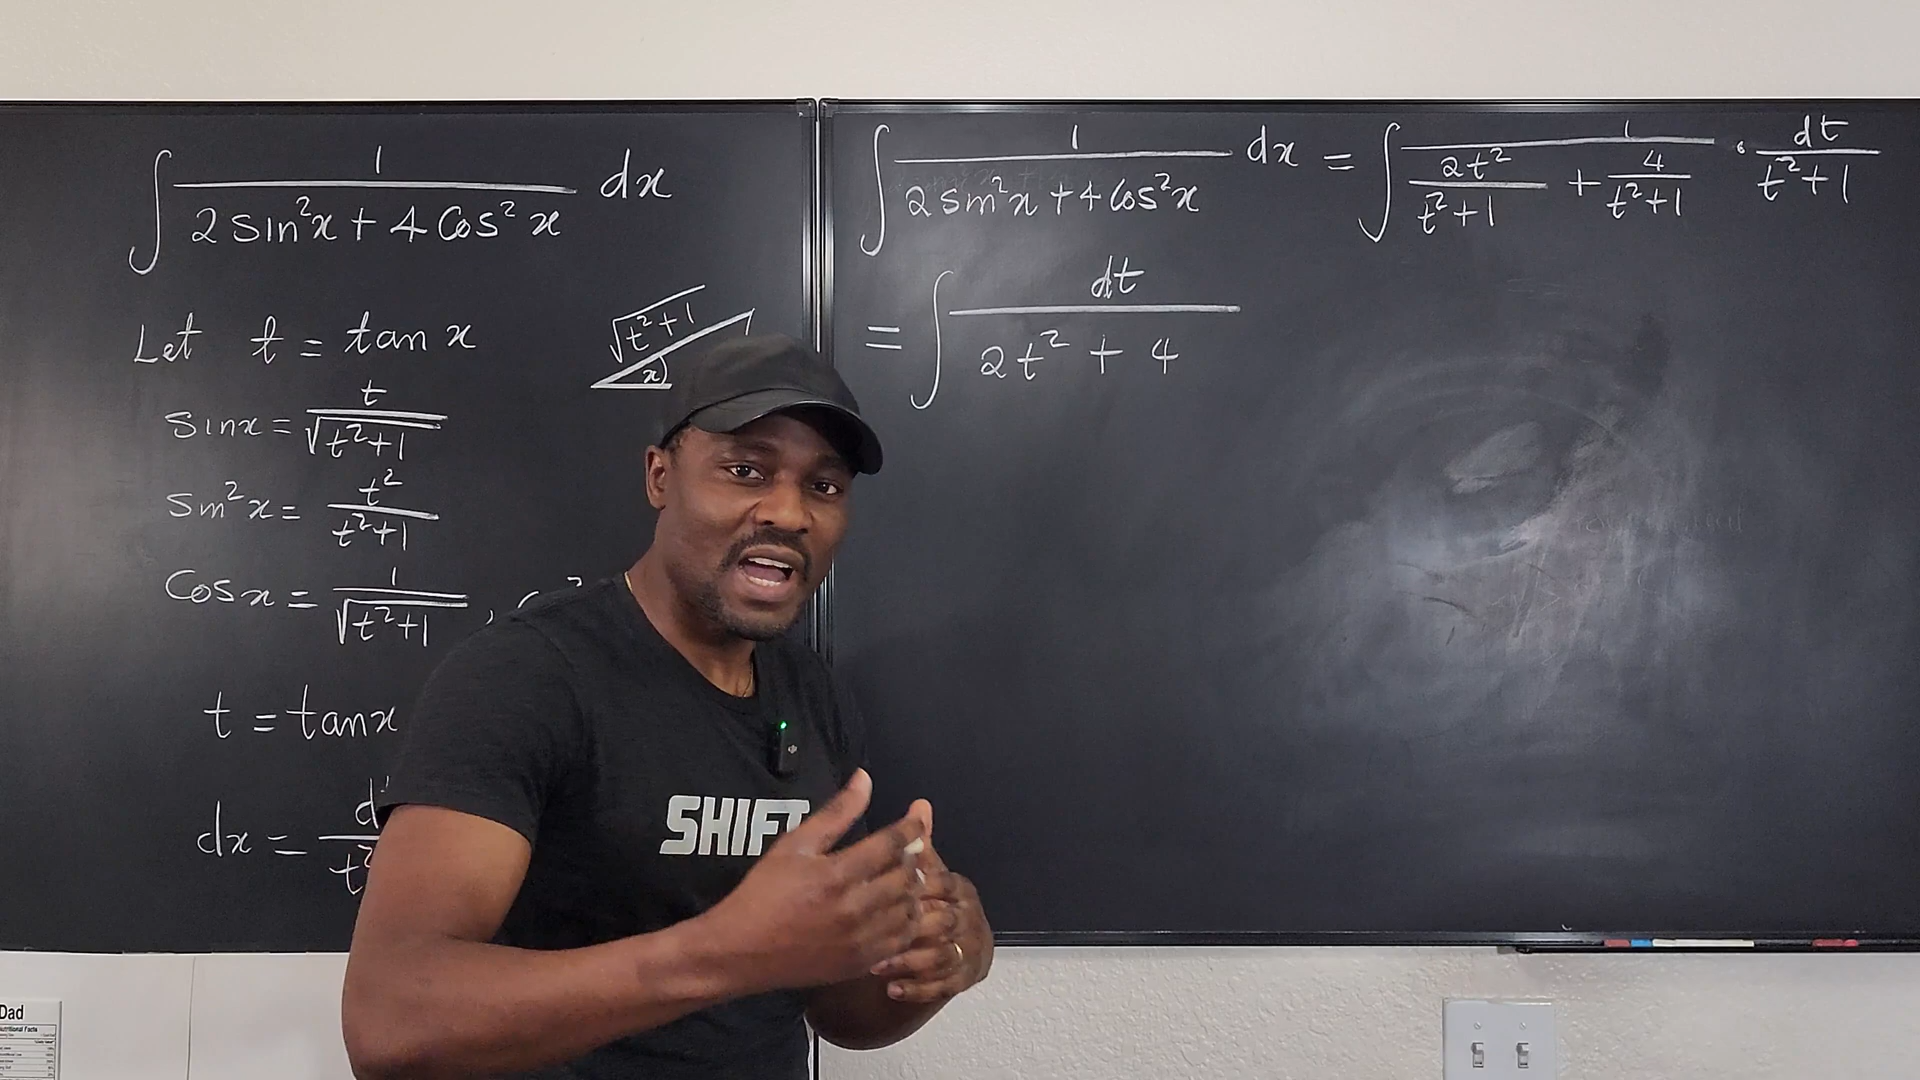 ∫ 1/(2 sin²x + 4 Cos²x) dx
Let t = tan x
√(t²+1)
x
sin x = t/√(t²+1)
sin²x = t²/(t²+1)
Cos x = 1/√(t²+1) ,
t = tan x
dx =
∫ 1/(2 sin²x + 4 Cos²x) dx = ∫ 1/(2t²/(t²+1) + 4/(t²+1)) · dt/(t²+1)
= ∫ dt/(2t² + 4)
SHIFT
Dad